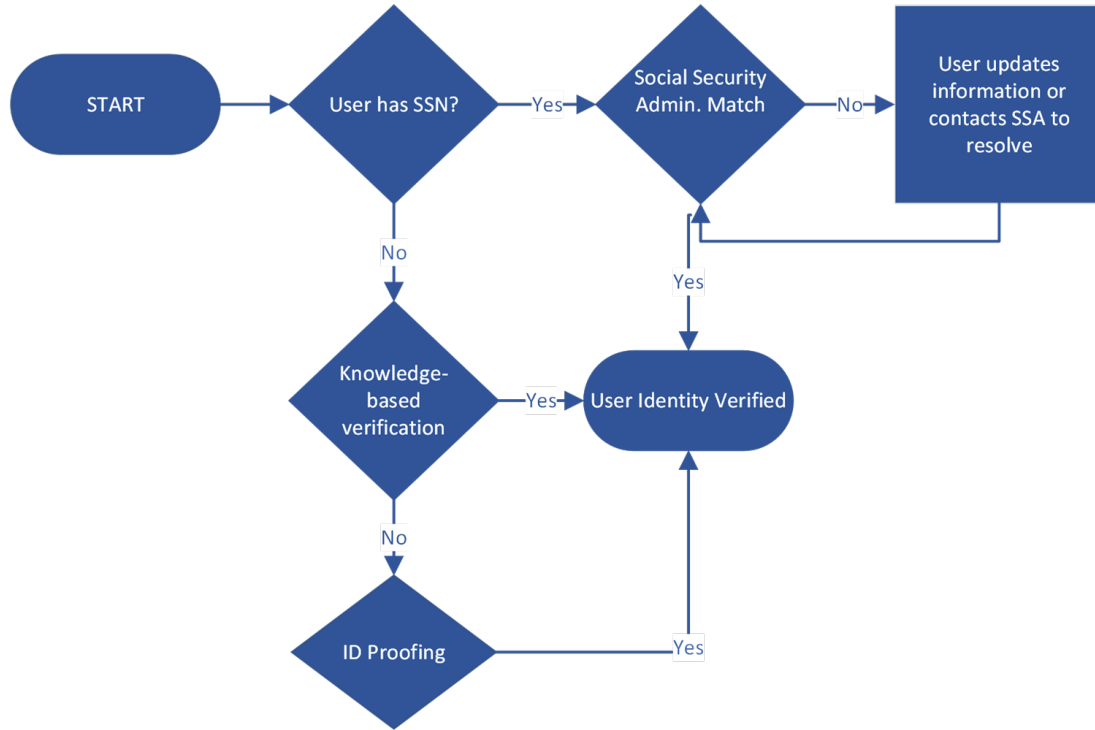 START
User has SSN?
Yes
Social Security
Admin. Match
No
User updates
information or
contacts SSA to
resolve
No
Yes
Knowledge-
based
verification
Yes
User Identity Verified
No
ID Proofing
Yes